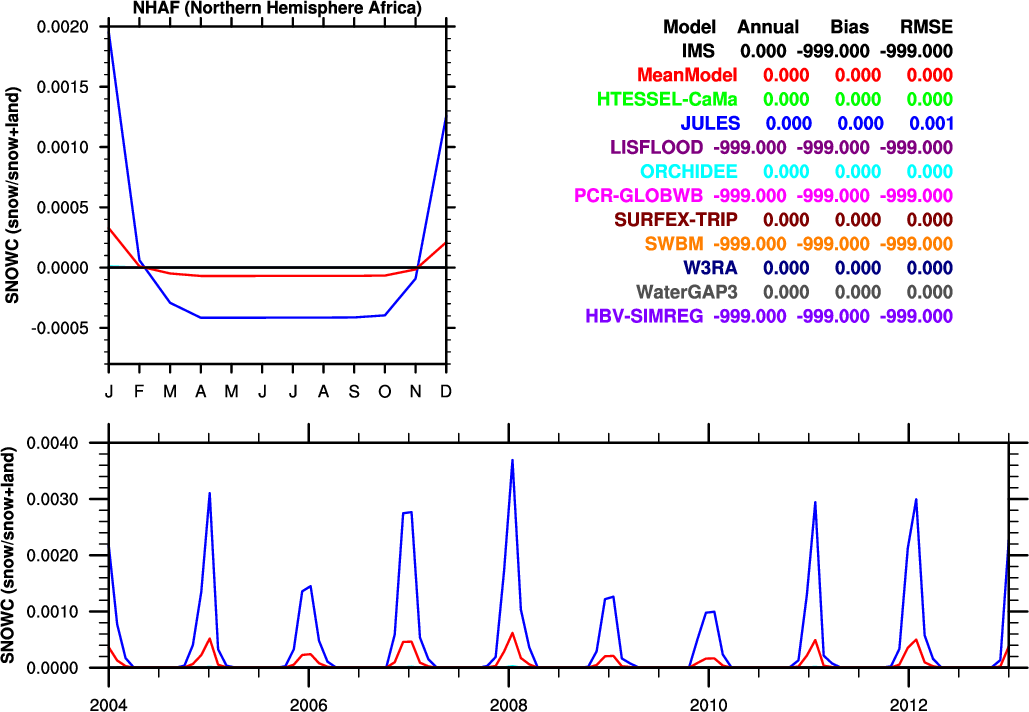 NHAF (Northern Hemisphere Africa)
SNOWC (snow/snow+land)
0.0020
0.0015
0.0010
0.0005
0.0000
-0.0005
J F M A M J J A S O N D
Model Annual Bias RMSE
IMS 0.000 -999.000 -999.000
MeanModel 0.000 0.000 0.000
HTESSEL-CaMa 0.000 0.000 0.000
JULES 0.000 0.000 0.001
LISFLOOD -999.000 -999.000 -999.000
ORCHIDEE 0.000 0.000 0.000
PCR-GLOBWB -999.000 -999.000 -999.000
SURFEX-TRIP 0.000 0.000 0.000
SWBM -999.000 -999.000 -999.000
W3RA 0.000 0.000 0.000
WaterGAP3 0.000 0.000 0.000
HBV-SIMREG -999.000 -999.000 -999.000
SNOWC (snow/snow+land)
0.0040
0.0030
0.0020
0.0010
0.0000
2004 2006 2008 2010 2012